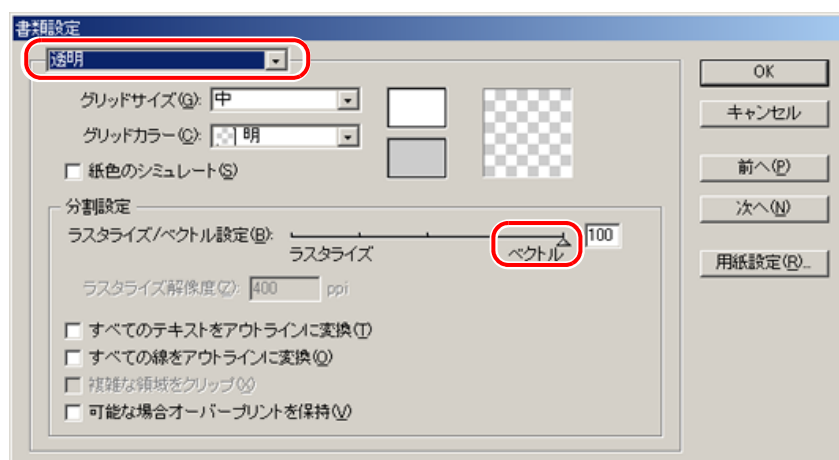 書類設定
透明
グリッドサイズ(G): 中
グリッドカラー(C): 明
紙色のシミュレート(S)
分割設定
ラスタライズ/ベクトル設定(B): 100
ラスタライズ ベクトル
ラスタライズ解像度(Z): 400 ppi
すべてのテキストをアウトラインに変換(T)
すべての線をアウトラインに変換(O)
複雑な領域をクリップ(X)
可能な場合オーバープリントを保持(V)
OK
キャンセル
前へ(P)
次へ(N)
用紙設定(R)...